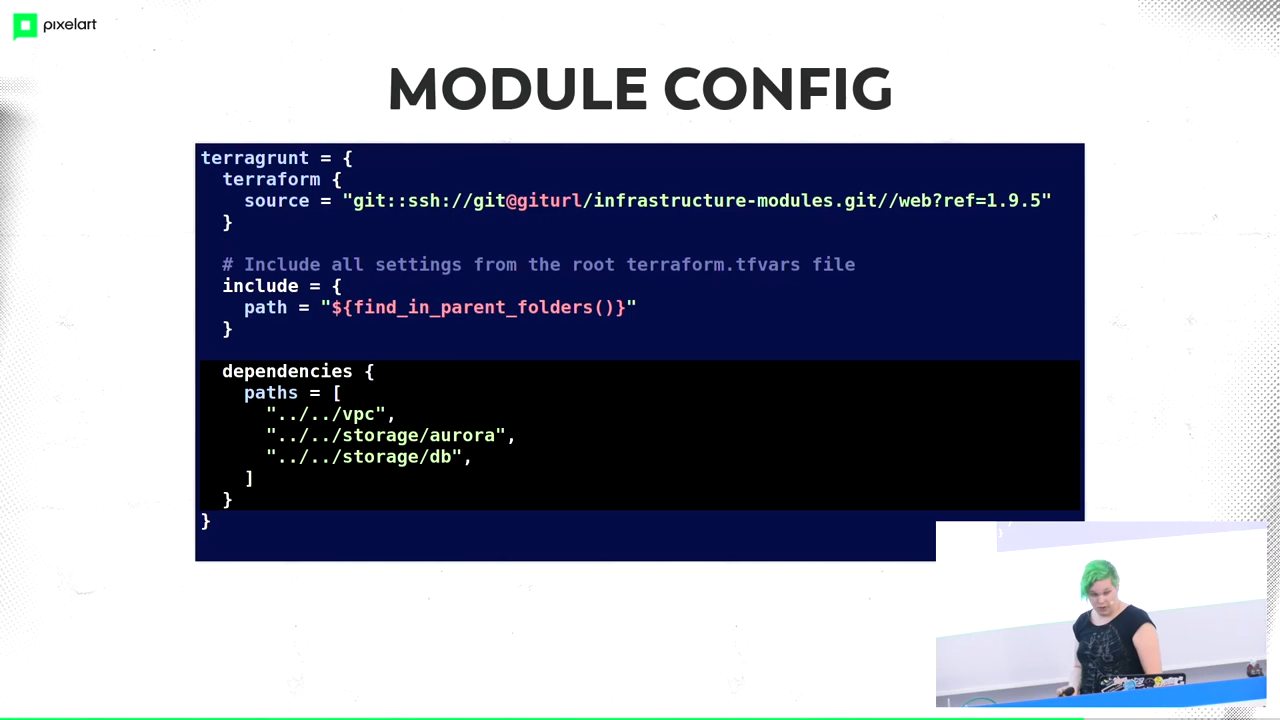 pixelart
MODULE CONFIG
terragrunt = {
  terraform {
    source = "git::ssh://git@giturl/infrastructure-modules.git//web?ref=1.9.5"
  }
  # Include all settings from the root terraform.tfvars file
  include = {
    path = "${find_in_parent_folders()}"
  }
  dependencies {
    paths = [
      "../../vpc",
      "../../storage/aurora",
      "../../storage/db",
    ]
  }
}